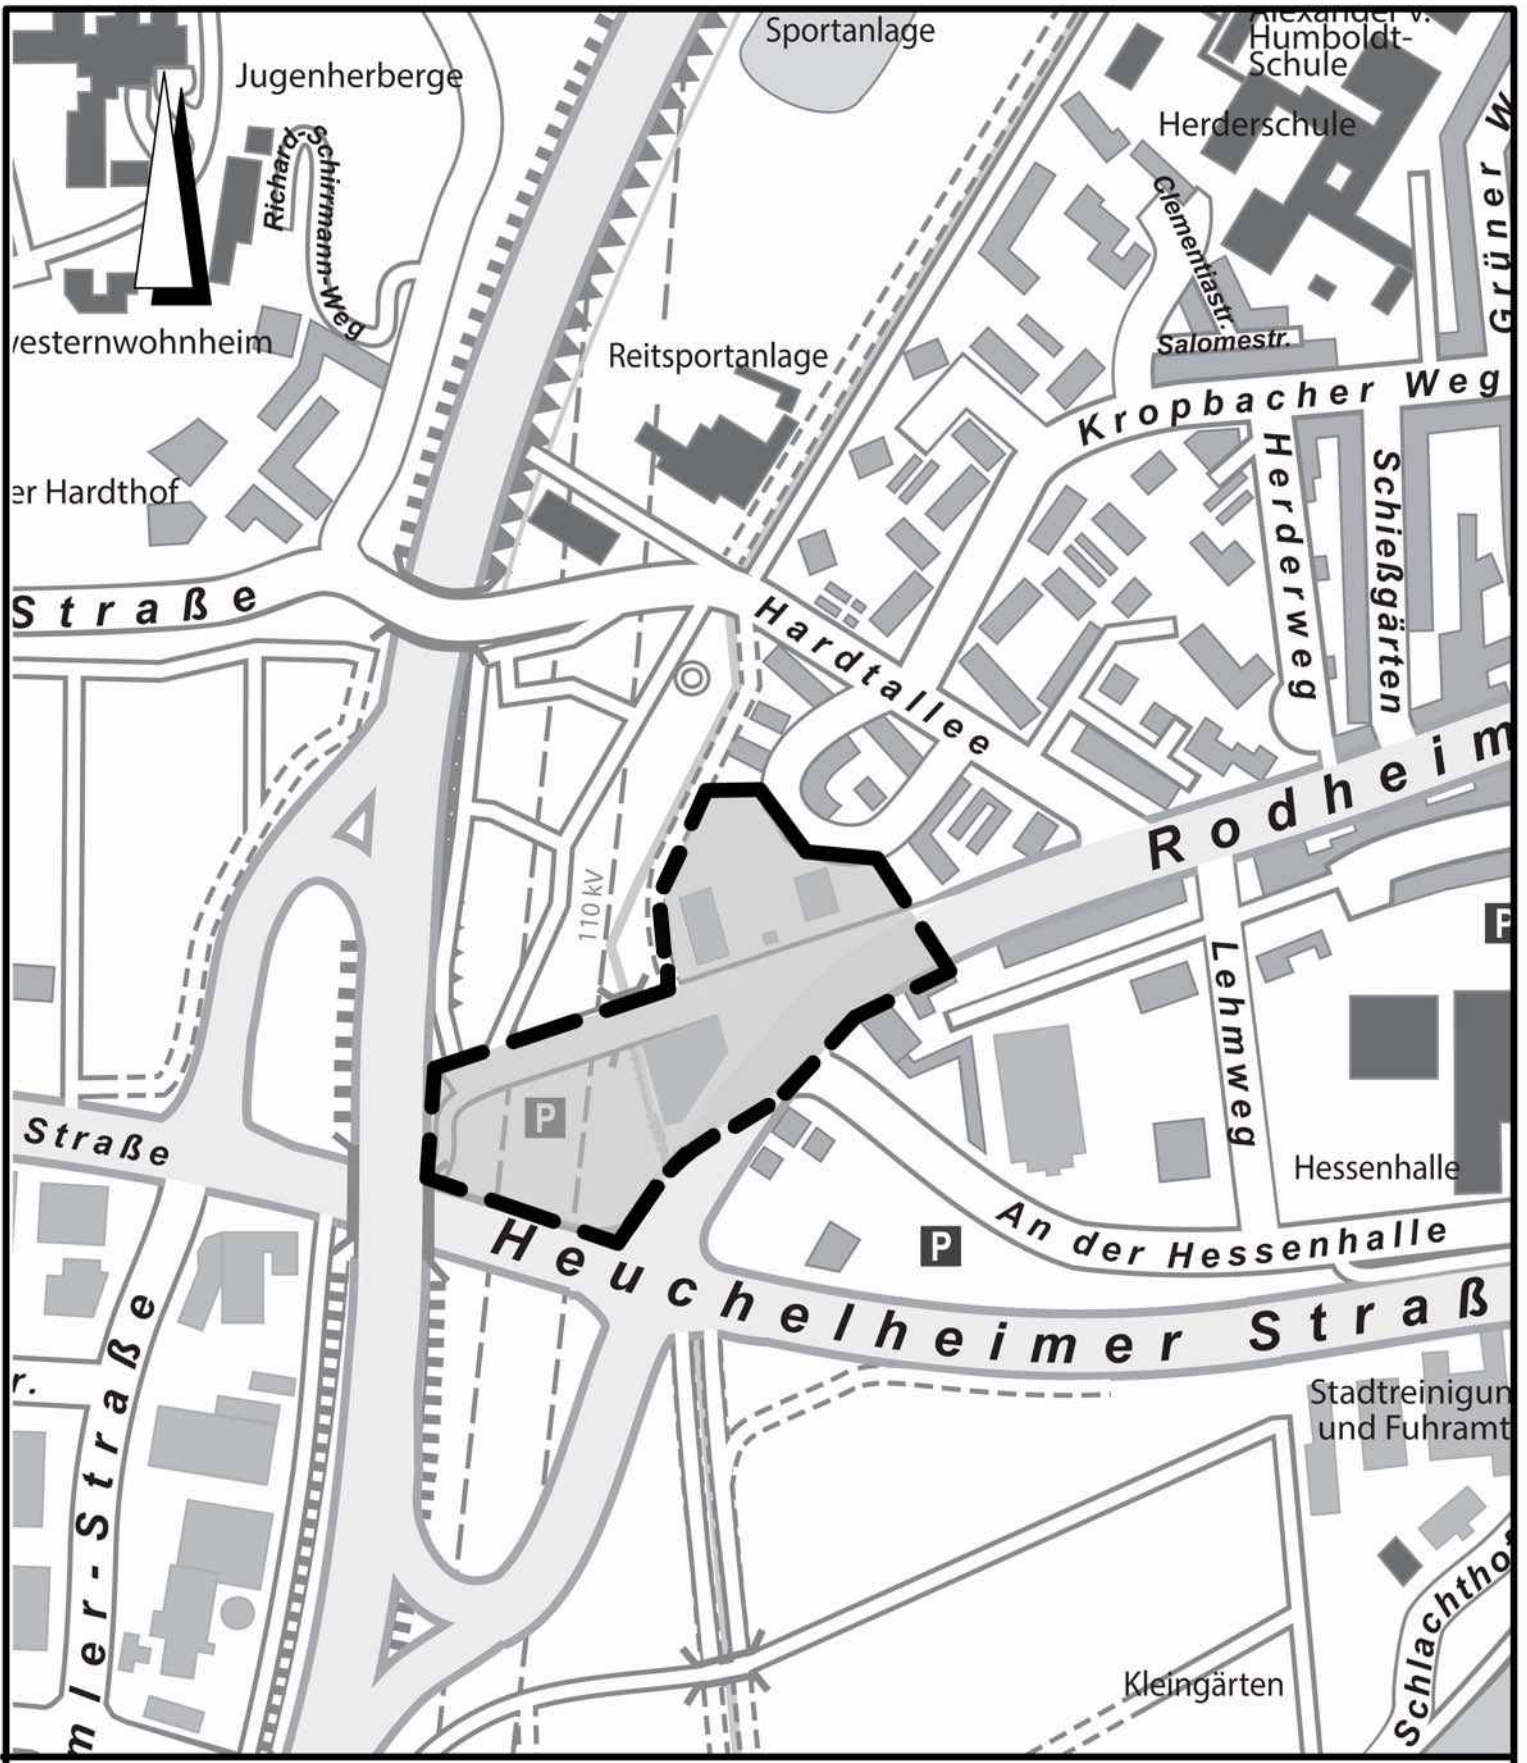 Sportanlage
Alexander v.
Humboldt-
Schule
Jugenherberge
Herderschule
Richard-Schirrmann-Weg
Clementiastr.
Grüner W
Salomestr.
westernwohnheim
Reitsportanlage
Kropbacher Weg
er Hardthof
Herderweg
Schießgärten
Straße
Hardtallee
Rodheim
110 kV
P
Lehmweg
P
Straße
Hessenhalle
An der Hessenhalle
P
Heuchelheimer Straß
mler-Straße
r.
Stadtreinigun
und Fuhramt
Schlachtho
Kleingärten